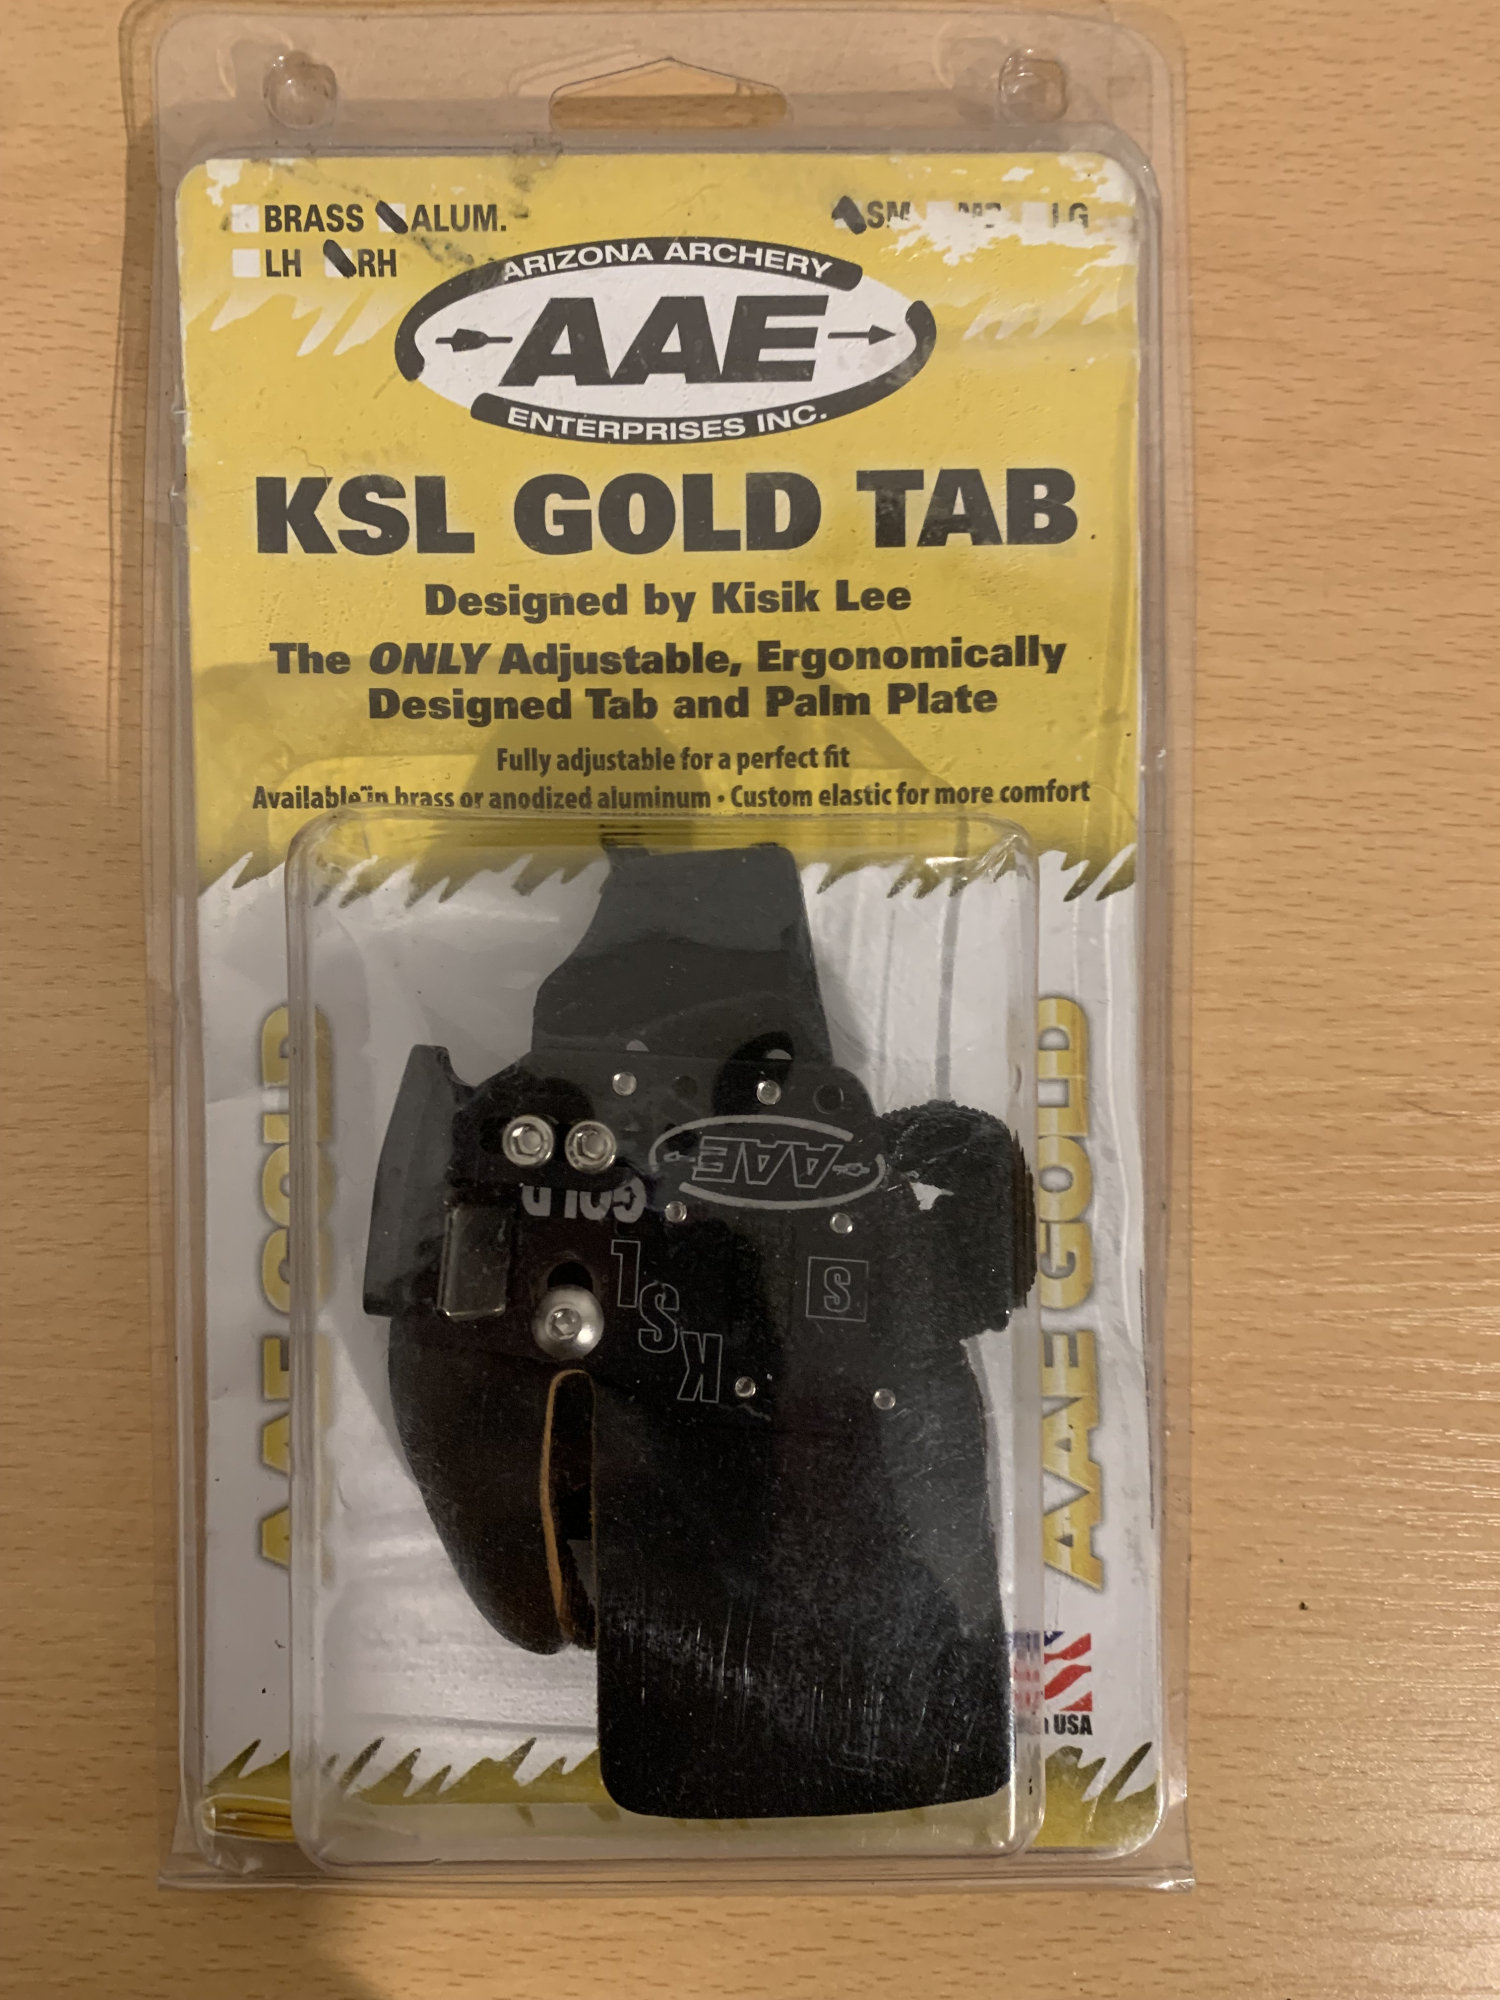 BRASS ALUM.
SM
LH RH
LG
ARIZONA ARCHERY
AAE
ENTERPRISES INC.
KSL GOLD TAB
Designed by Kisik Lee
The ONLY Adjustable, Ergonomically
Designed Tab and Palm Plate
Fully adjustable for a perfect fit
Available in brass or anodized aluminum • Custom elastic for more comfort
AAE
GOLD
KSL
S
AAE GOLD
AAE GOLD
USA